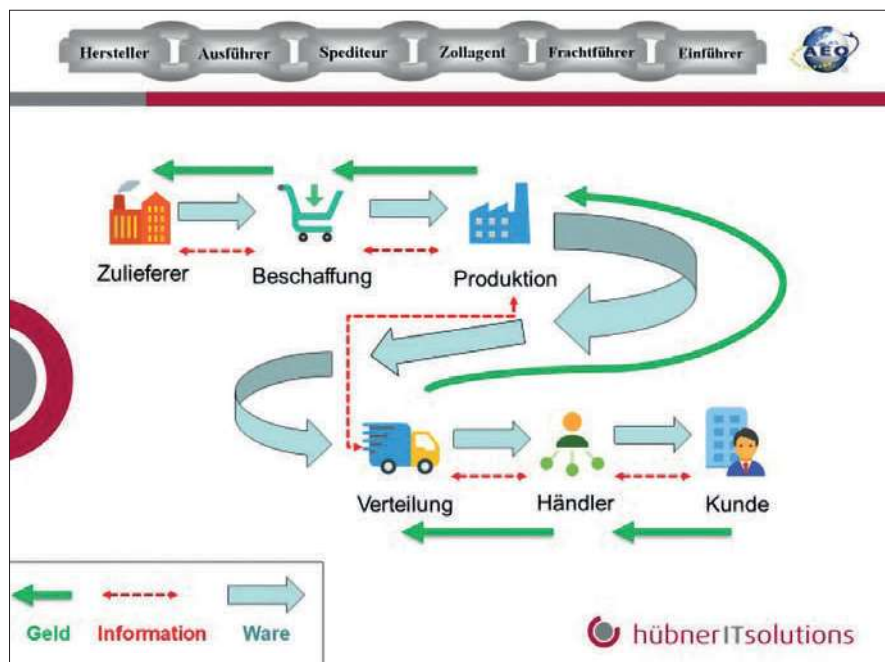 Hersteller Ausführer Spediteur Zollagent Frachtführer Einführer
AEO
Zulieferer Beschaffung Produktion
Verteilung Händler Kunde
Geld Information Ware
hübnerITsolutions